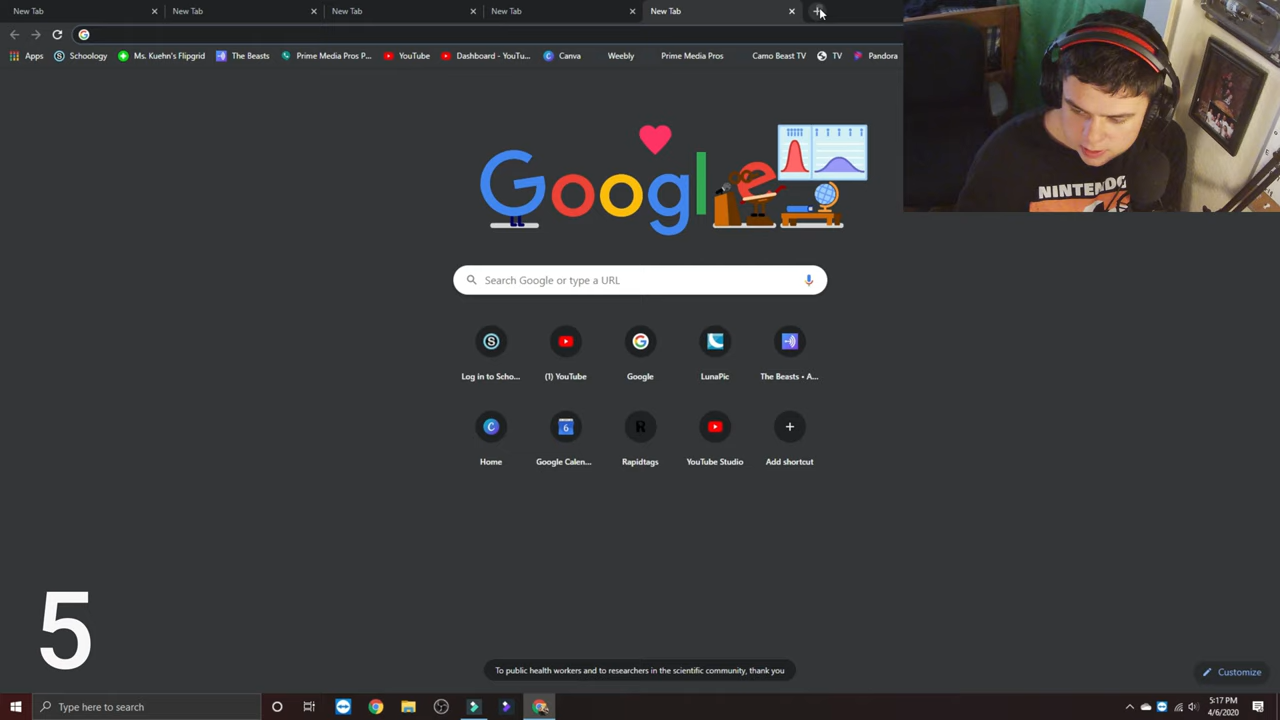 New Tab New Tab New Tab New Tab New Tab
Apps Schoology Ms. Kuehn's Flipgrid The Beasts Prime Media Pros P... YouTube Dashboard - YouTu... Canva Weebly Prime Media Pros Camo Beast TV TV Pandora
NINTENDO
Google
Search Google or type a URL
Log in to Scho... (1) YouTube Google LunaPic The Beasts • A...
Home Google Calen... Rapidtags YouTube Studio Add shortcut
5
To public health workers and to researchers in the scientific community, thank you
Customize
Type here to search
5:17 PM
4/6/2020